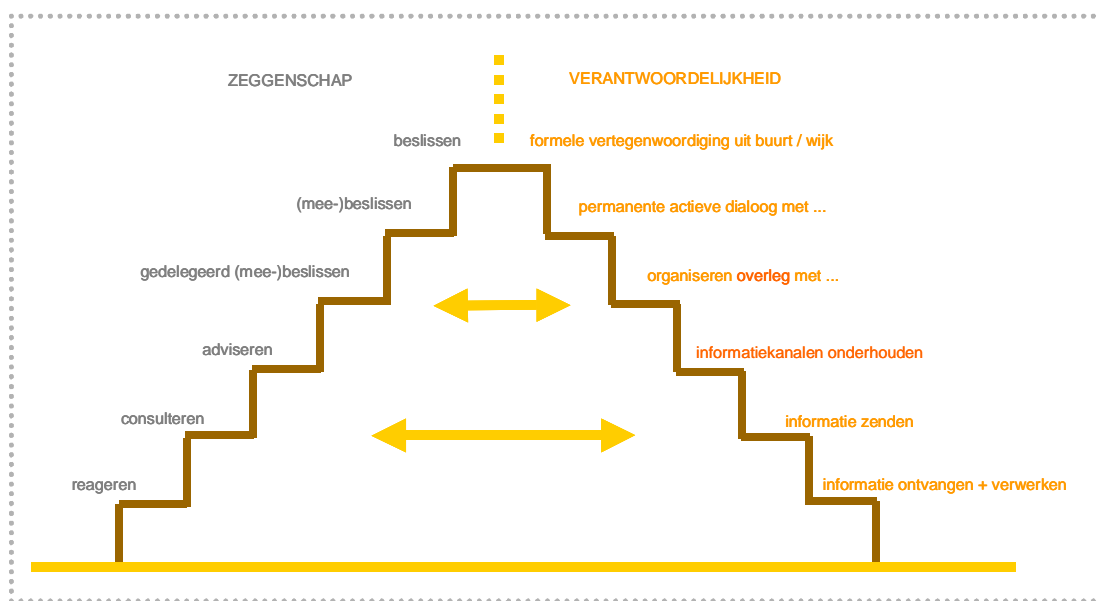 ZEGGENSCHAP
VERANTWOORDELIJKHEID
beslissen
formele vertegenwoordiging uit buurt / wijk
(mee-)beslissen
permanente actieve dialoog met ...
gedelegeerd (mee-)beslissen
organiseren overleg met ...
adviseren
informatiekanalen onderhouden
consulteren
informatie zenden
reageren
informatie ontvangen + verwerken